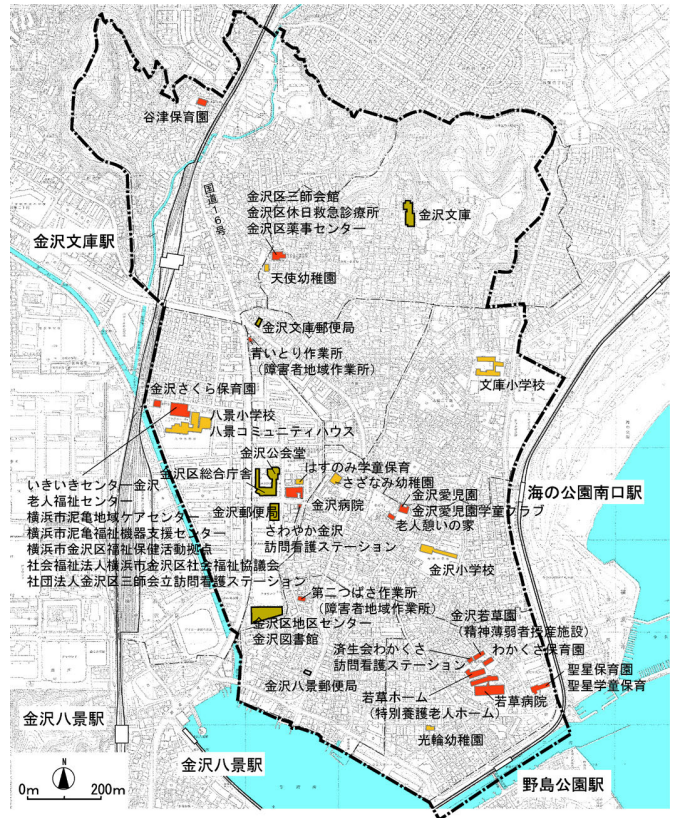 谷津保育園
国道16号
金沢区三師会館
金沢区休日救急診療所
金沢区薬事センター
金沢文庫
金沢文庫駅
天使幼稚園
金沢文庫郵便局
青いとり作業所
（障害者地域作業所）
文庫小学校
金沢さくら保育園
八景小学校
八景コミュニティハウス
金沢公会堂
はすのみ学童保育
金沢区総合庁舎
さざなみ幼稚園
いきいきセンター金沢
老人福祉センター
横浜市泥亀地域ケアセンター
横浜市泥亀福祉機器支援センター
横浜市金沢区福祉保健活動拠点
社会福祉法人横浜市金沢区社会福祉協議会
社団法人金沢区三師会立訪問看護ステーション
金沢郵便局
金沢病院
さわやか金沢
訪問看護ステーション
金沢愛児園
金沢愛児園学童クラブ
老人憩いの家
海の公園南口駅
金沢小学校
第二つばさ作業所
（障害者地域作業所）
金沢区地区センター
金沢図書館
金沢若草園
（精神薄弱者授産施設）
済生会わかくさ
訪問看護ステーション
わかくさ保育園
聖星保育園
聖星学童保育
金沢八景郵便局
若草ホーム
（特別養護老人ホーム）
若草病院
光輪幼稚園
金沢八景駅
金沢八景駅
野島公園駅
N
0m 200m